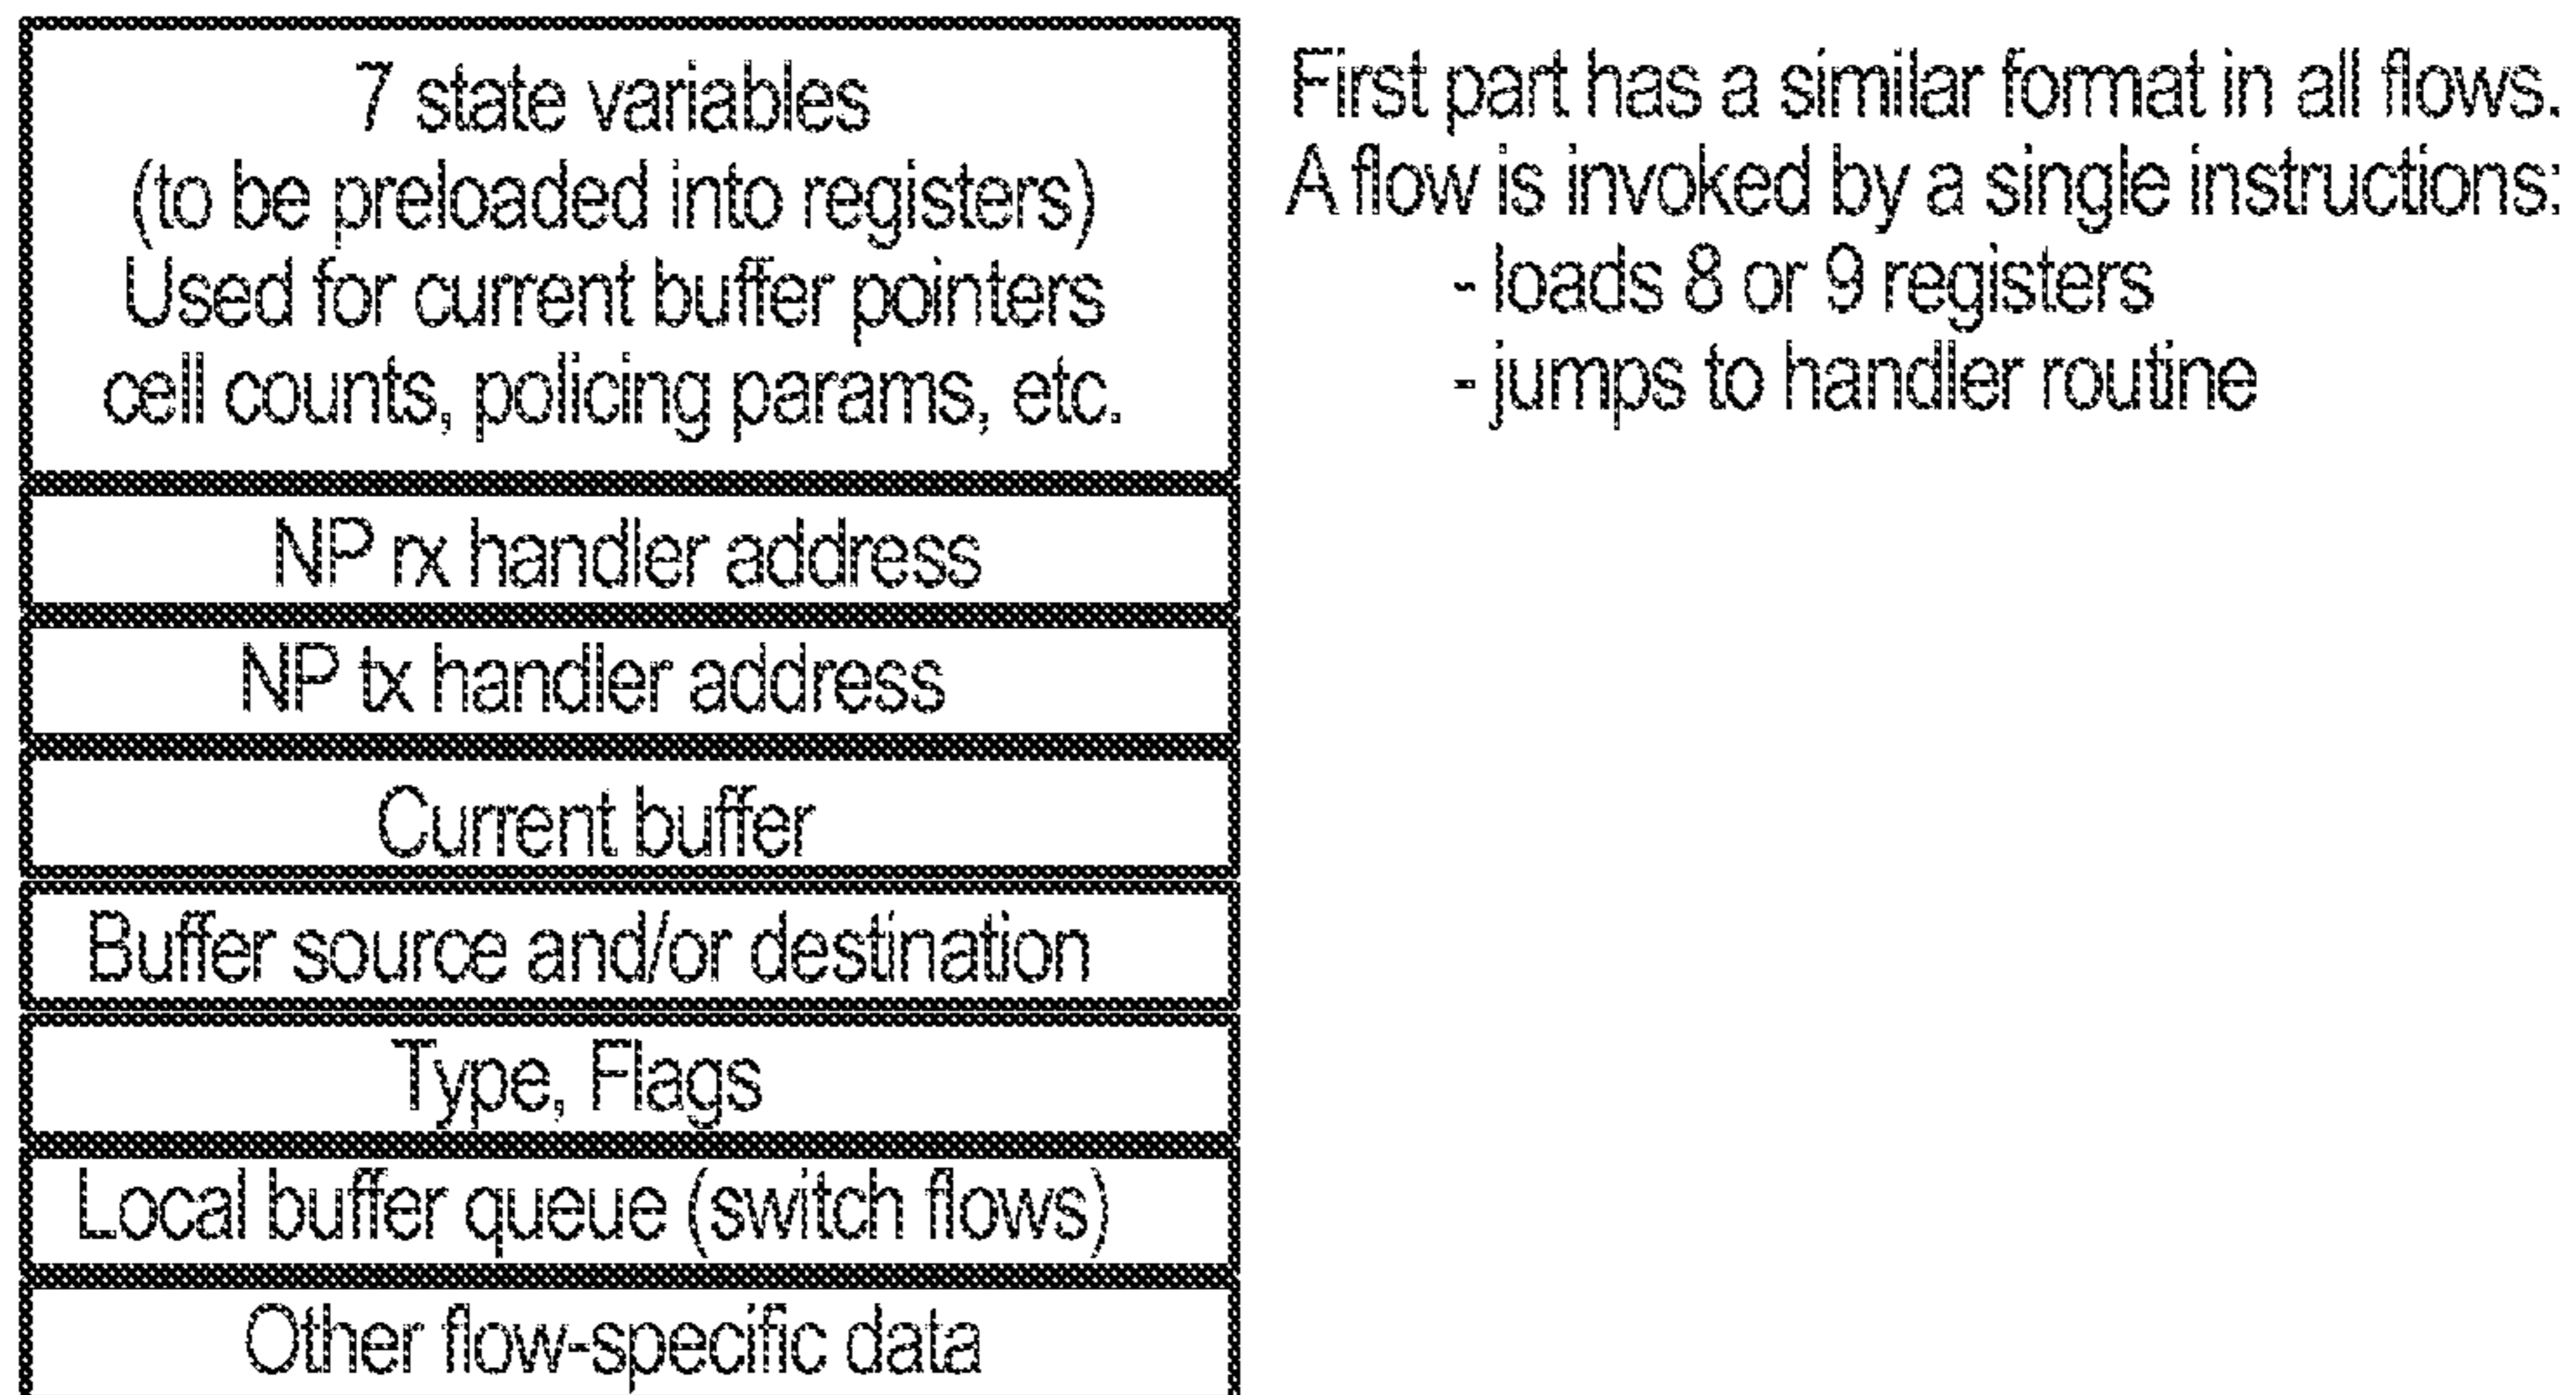 7 state variables
(to be preloaded into registers)
Used for current buffer pointers
cell counts, policing params, etc.
NP rx handler address
NP tx handler address
Current buffer
Buffer source and/or destination
Type, Flags
Local buffer queue (switch flows)
Other flow-specific data
First part has a similar format in all flows.
A flow is invoked by a single instructions:
- loads 8 or 9 registers
- jumps to handler routine